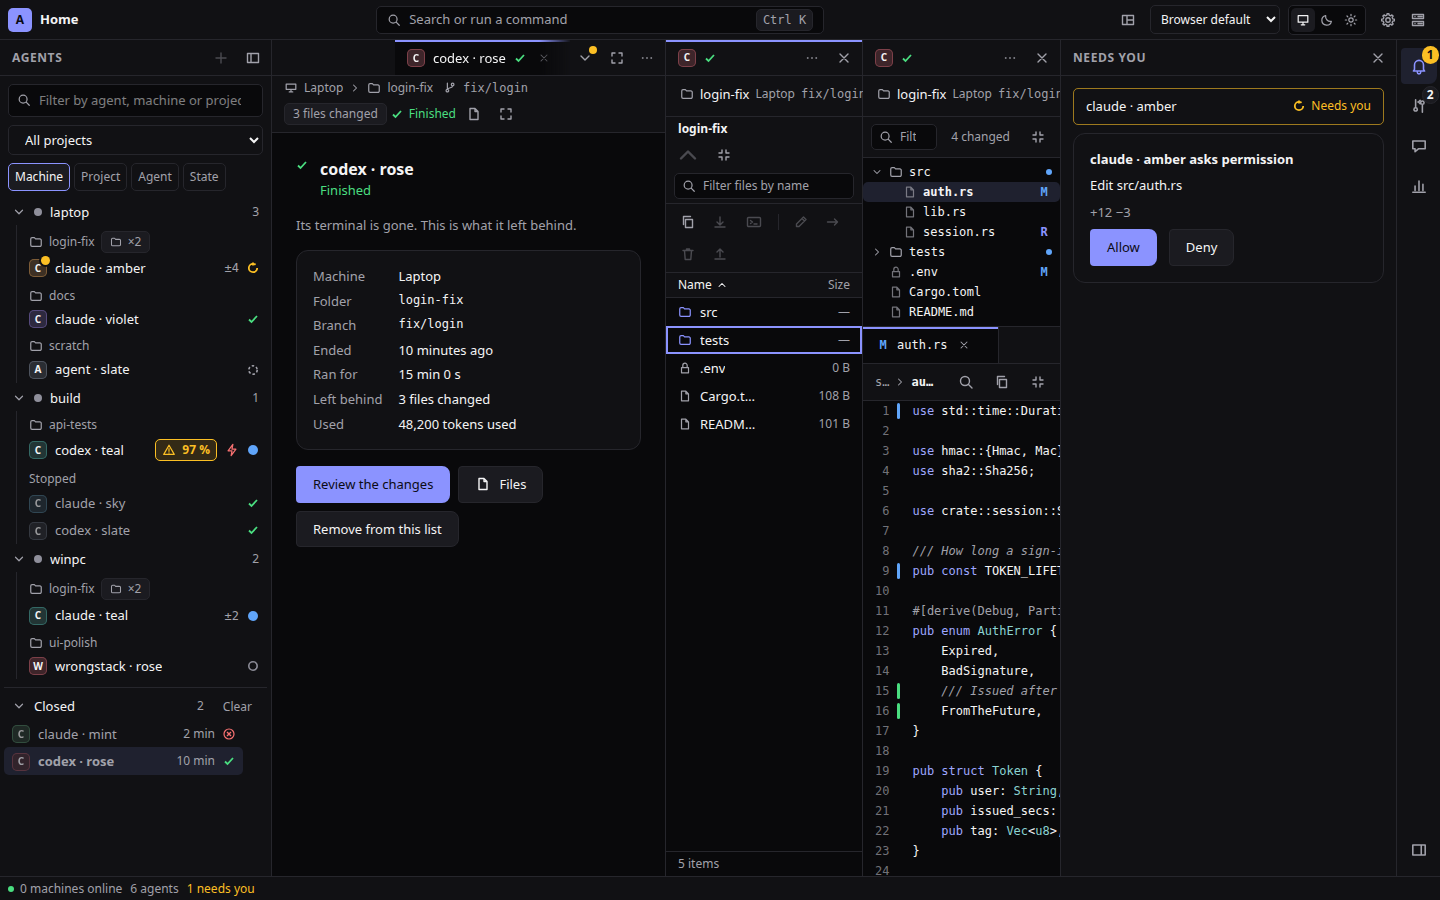 A Home
Search or run a command Ctrl K
Browser default
AGENTS
Filter by agent, machine or projec
All projects
Machine Project Agent State
laptop 3
login-fix ×2
C claude · amber ±4
docs
C claude · violet
scratch
A agent · slate
build 1
api-tests
C codex · teal 97 %
Stopped
C claude · sky
C codex · slate
winpc 2
login-fix ×2
C claude · teal ±2
ui-polish
W wrongstack · rose
Closed 2 Clear
C claude · mint 2 min
C codex · rose 10 min
0 machines online 6 agents 1 needs you
C codex · rose
Laptop login-fix fix/login
3 files changed Finished
codex · rose
Finished
Its terminal is gone. This is what it left behind.
Machine Laptop
Folder login-fix
Branch fix/login
Ended 10 minutes ago
Ran for 15 min 0 s
Left behind 3 files changed
Used 48,200 tokens used
Review the changes Files
Remove from this list
C
login-fix Laptop fix/login
login-fix
Filter files by name
Name Size
src —
tests —
.env 0 B
Cargo.t... 108 B
READM... 101 B
5 items
C
login-fix Laptop fix/logi
Filt 4 changed
src
auth.rs M
lib.rs
session.rs R
tests
.env M
Cargo.toml
README.md
M auth.rs
s... au...
1 use std::time::Durati
2
3 use hmac::{Hmac, Mac}
4 use sha2::Sha256;
5
6 use crate::session::S
7
8 /// How long a sign-i
9 pub const TOKEN_LIFET
10
11 #[derive(Debug, Parti
12 pub enum AuthError {
13 Expired,
14 BadSignature,
15 /// Issued after
16 FromTheFuture,
17 }
18
19 pub struct Token {
20 pub user: String,
21 pub issued_secs:
22 pub tag: Vec<u8>,
23 }
24
NEEDS YOU
claude · amber Needs you
claude · amber asks permission
Edit src/auth.rs
+12 −3
Allow Deny
1
2